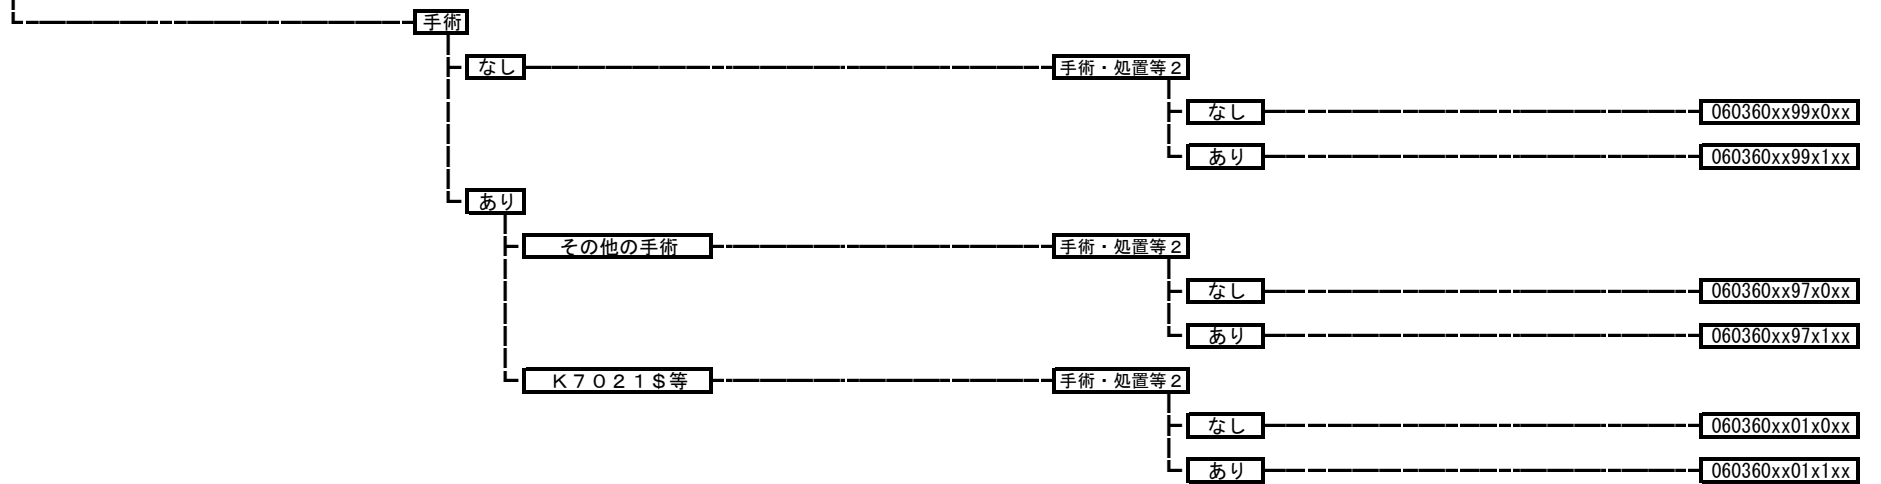 手術
なし
手術・処置等２
なし
060360xx99x0xx
あり
060360xx99x1xx
あり
その他の手術
手術・処置等２
なし
060360xx97x0xx
あり
060360xx97x1xx
Ｋ７０２１＄等
手術・処置等２
なし
060360xx01x0xx
あり
060360xx01x1xx